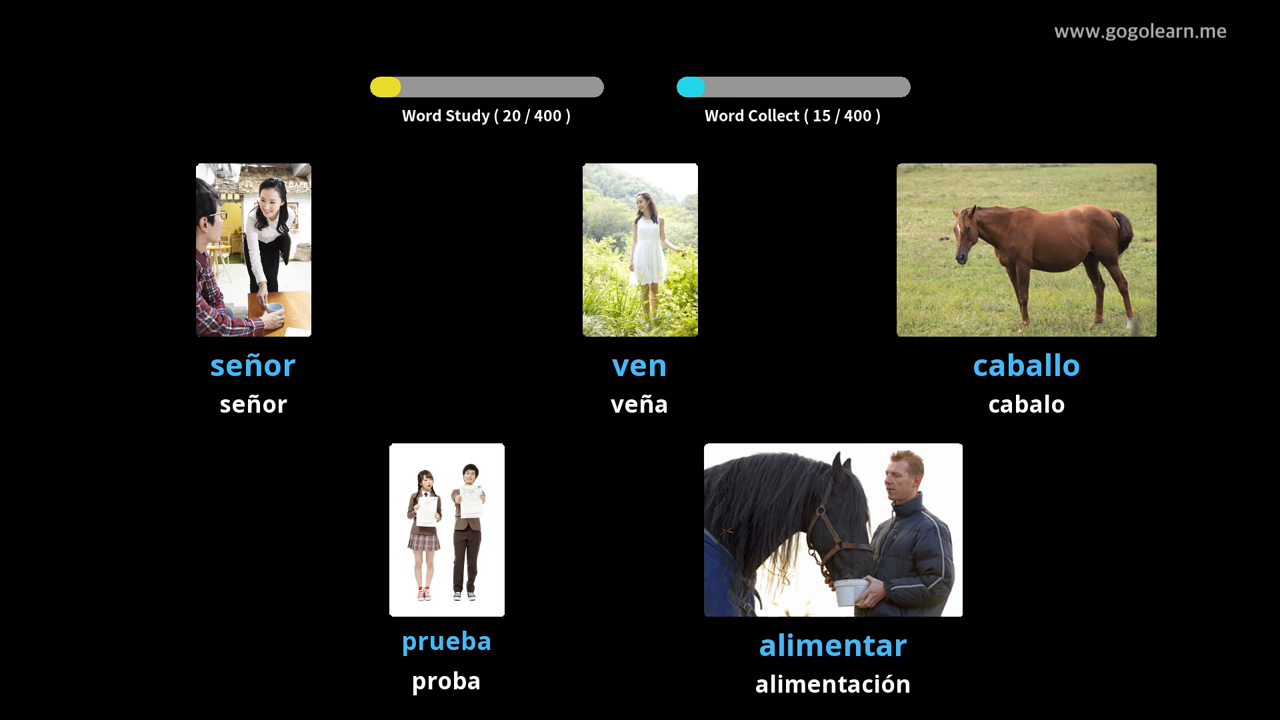 www.gogolearn.me
Word Study ( 20 / 400 )
Word Collect ( 15 / 400 )
señor
señor
ven
veña
caballo
cabalo
prueba
proba
alimentar
alimentación